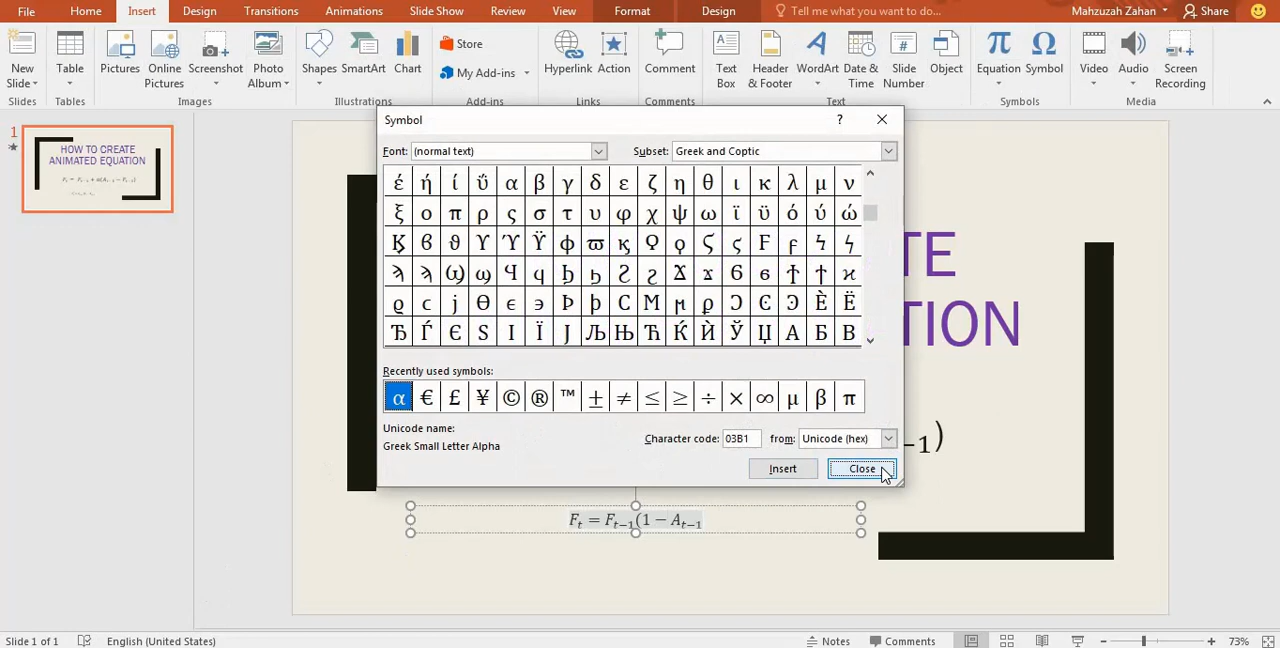 File Home Insert Design Transitions Animations Slide Show Review View Format Design Tell me what you want to do... Mahzuzah Zahan Share
New Slide Table Pictures Online Pictures Screenshot Photo Album Shapes SmartArt Chart Store My Add-ins Hyperlink Action Comment Text Box Header & Footer WordArt Date & Time Slide Number Object Equation Symbol Video Audio Screen Recording
Slides Tables Images Illustrations Add-ins Links Comments Text Symbols Media
1
HOW TO CREATE
ANIMATED EQUATION
Symbol ?
Font: (normal text) Subset: Greek and Coptic
έ ή ί ΰ α β γ δ ε ζ η θ ι κ λ μ ν
ξ ο π ρ ς σ τ υ φ χ ψ ω ϊ ϋ ό ύ ώ
Ϗ ϐ ϑ ϒ ϓ ϔ ϕ ϖ ϗ Ϙ ϙ Ϛ ϛ Ϝ ϝ Ϟ ϟ
Ϡ ϡ Ϣ ϣ Ϥ ϥ Ϧ ϧ Ϩ ϩ Ϫ ϫ Ϭ ϭ Ϯ ϯ ϰ
ϱ ϲ ϳ ϴ ϵ ϶ Ϸ ϸ Ϲ Ϻ ϻ ϼ Ͻ Ͼ Ͽ Ѐ Ё
Ђ Ѓ Є Ѕ І Ї Ј Љ Њ Ћ Ќ Ѝ Ў Џ А Б В
Recently used symbols:
α € £ ¥ © ® ™ ± ≠ ≤ ≥ ÷ × ∞ µ β π
Unicode name:
Greek Small Letter Alpha
Character code: 03B1 from: Unicode (hex)
Insert Close
TE
TION
−1)
Fₜ = Fₜ₋₁(1 − Aₜ₋₁
Slide 1 of 1 English (United States) Notes Comments 73%